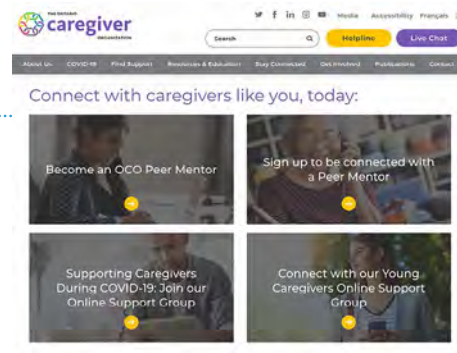 THE ONTARIO
caregiver
ORGANIZATION
Media Accessibility Français
Search
Helpline
Live Chat
About Us COVID-19 Find Support Resources & Education Stay Connected Get Involved Publications Contact
Connect with caregivers like you, today:
Become an OCO Peer Mentor
Sign up to be connected with
a Peer Mentor
Supporting Caregivers
During COVID-19: Join our
Online Support Group
Connect with our Young
Caregivers Online Support
Group